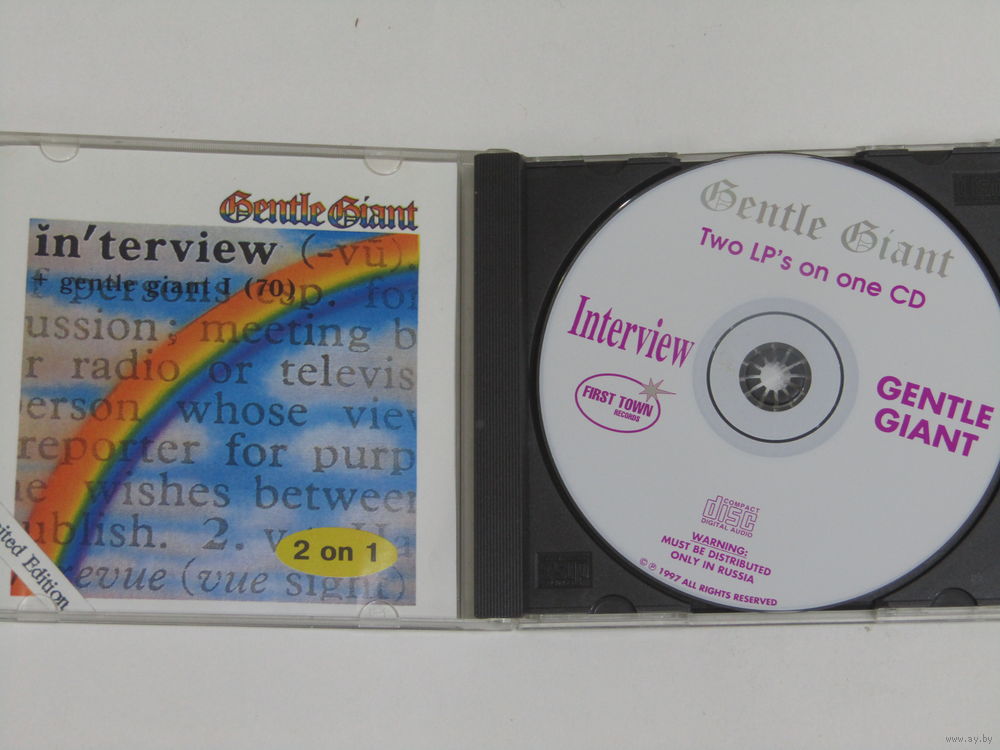 Gentle Giant
in'terview (-vū)
+ gentle giant I (70)
f persons esp. for
ussion; meeting b
r radio or televis
erson whose view
reporter for purp
e wishes between
ublish. 2.
evue (vue sight)
2 on 1
ited Edition
Gentle Giant
Two LP's on one CD
Interview
FIRST TOWN
RECORDS
GENTLE
GIANT
COMPACT
disc
DIGITAL AUDIO
WARNING:
MUST BE DISTRIBUTED
ONLY IN RUSSIA
© ℗ 1997 ALL RIGHTS RESERVED
www.ay.by